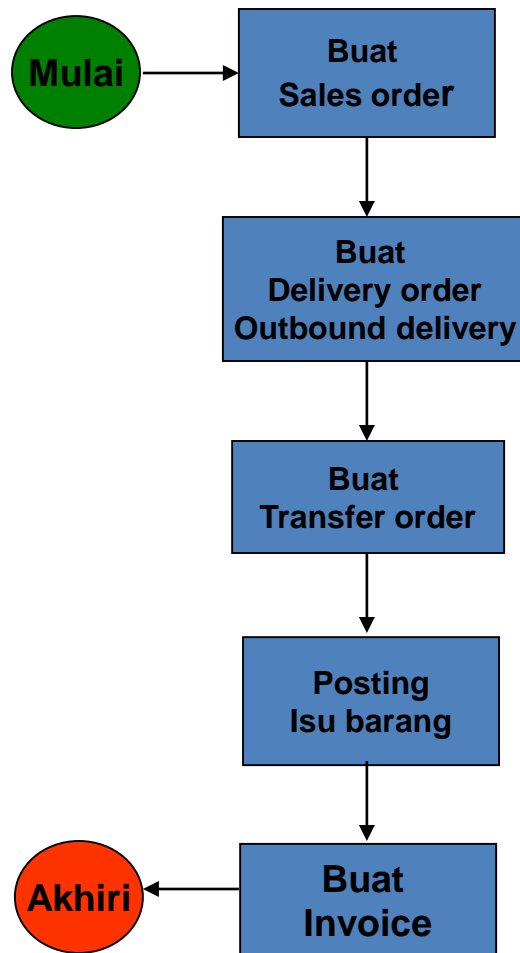 Mulai
Buat
Sales order
Buat
Delivery order
Outbound delivery
Buat
Transfer order
Posting
Isu barang
Buat
Invoice
Akhiri